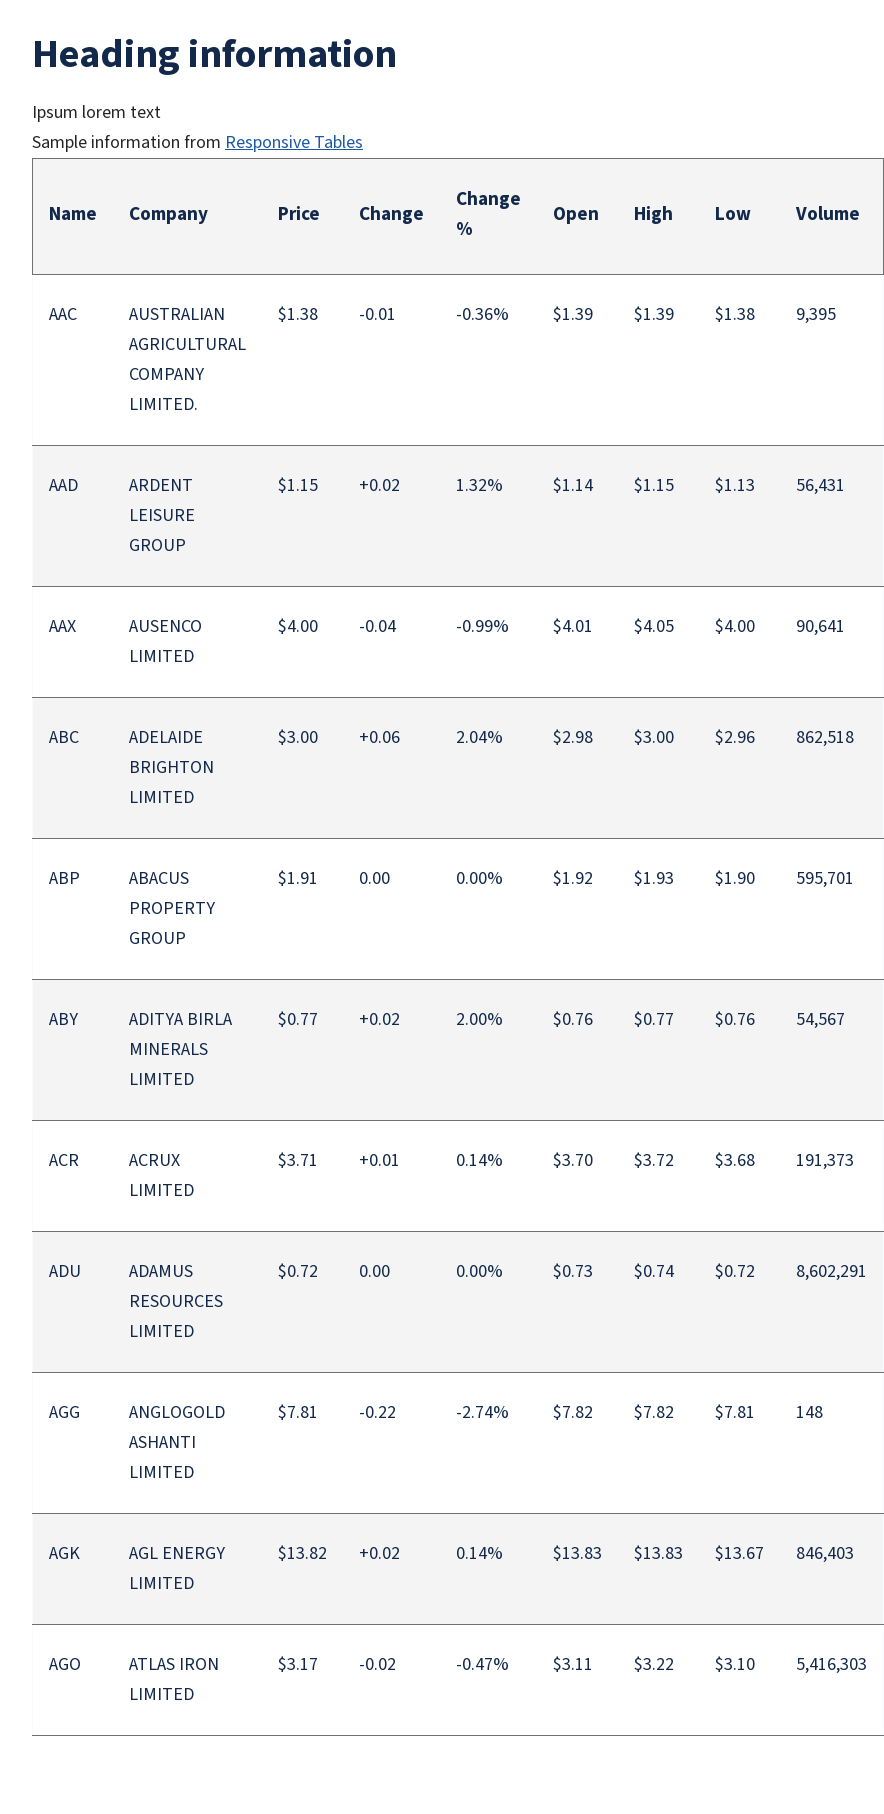 Heading information
Ipsum lorem text
Sample information from Responsive Tables
Name Company Price Change Change % Open High Low Volume
AAC AUSTRALIAN $1.38 -0.01 -0.36% $1.39 $1.39 $1.38 9,395
AGRICULTURAL
COMPANY
LIMITED.
AAD ARDENT $1.15 +0.02 1.32% $1.14 $1.15 $1.13 56,431
LEISURE
GROUP
AAX AUSENCO $4.00 -0.04 -0.99% $4.01 $4.05 $4.00 90,641
LIMITED
ABC ADELAIDE $3.00 +0.06 2.04% $2.98 $3.00 $2.96 862,518
BRIGHTON
LIMITED
ABP ABACUS $1.91 0.00 0.00% $1.92 $1.93 $1.90 595,701
PROPERTY
GROUP
ABY ADITYA BIRLA $0.77 +0.02 2.00% $0.76 $0.77 $0.76 54,567
MINERALS
LIMITED
ACR ACRUX $3.71 +0.01 0.14% $3.70 $3.72 $3.68 191,373
LIMITED
ADU ADAMUS $0.72 0.00 0.00% $0.73 $0.74 $0.72 8,602,291
RESOURCES
LIMITED
AGG ANGLOGOLD $7.81 -0.22 -2.74% $7.82 $7.82 $7.81 148
ASHANTI
LIMITED
AGK AGL ENERGY $13.82 +0.02 0.14% $13.83 $13.83 $13.67 846,403
LIMITED
AGO ATLAS IRON $3.17 -0.02 -0.47% $3.11 $3.22 $3.10 5,416,303
LIMITED